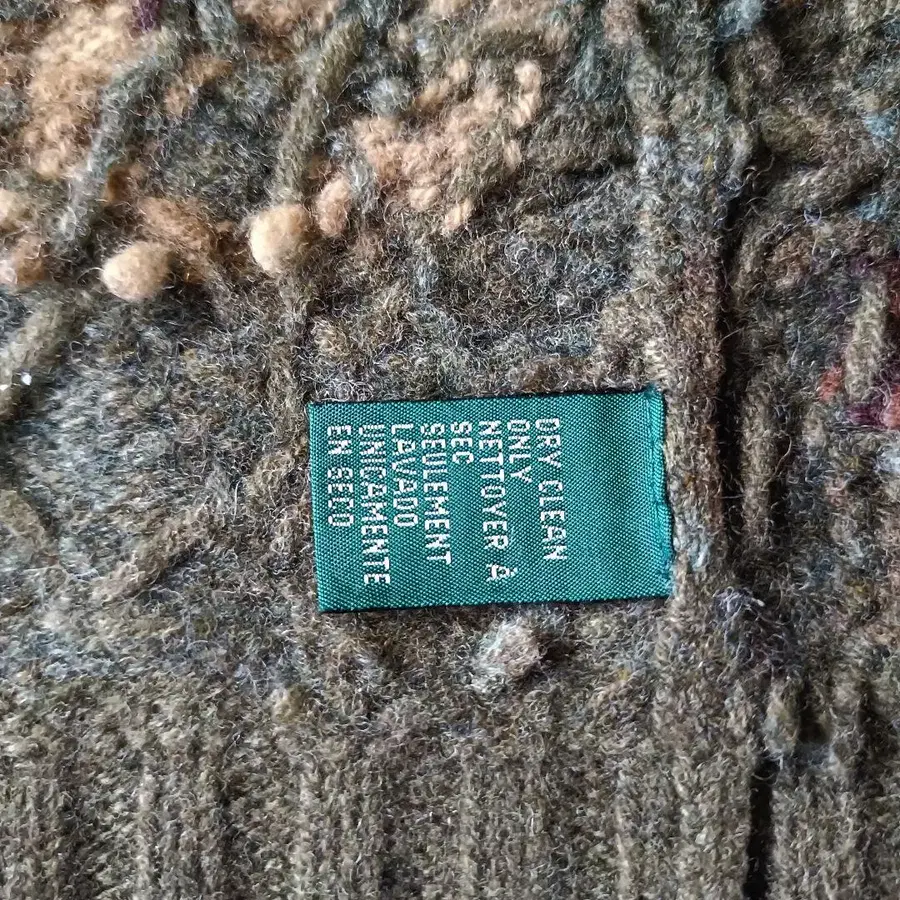 DRY CLEAN
ONLY
NETTOYER À
SEC
SEULEMENT
LAVADO
UNICAMENTE
EN SECO